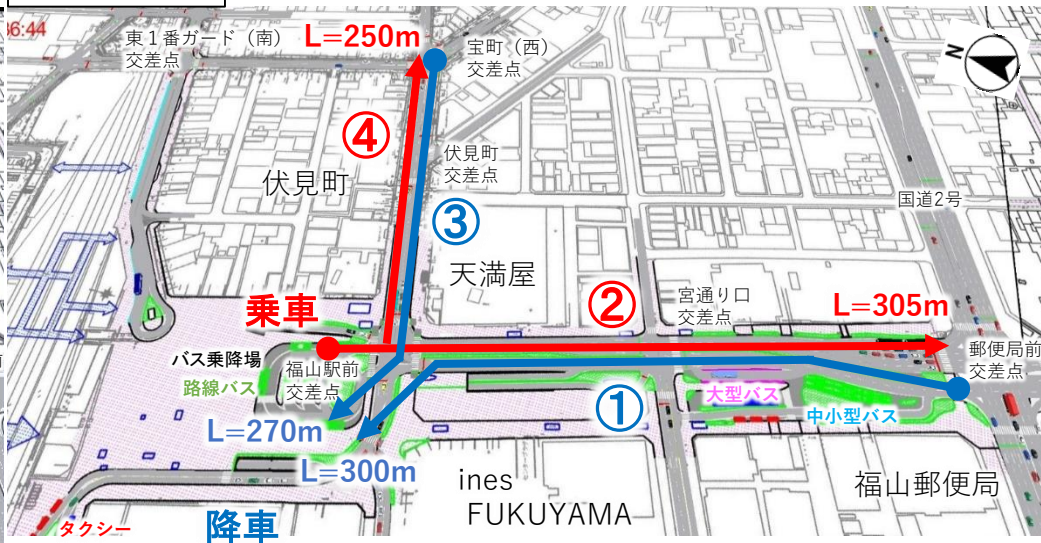 36:44
東１番ガード（南）
交差点
L=250m
宝町（西）
交差点
N
④
伏見町
交差点
伏見町
③
国道2号
天満屋
乗車
②
宮通り口
交差点
L=305m
バス乗降場
路線バス
福山駅前
交差点
郵便局前
交差点
①
大型バス
中小型バス
L=270m
L=300m
ines
FUKUYAMA
福山郵便局
タクシー
降車